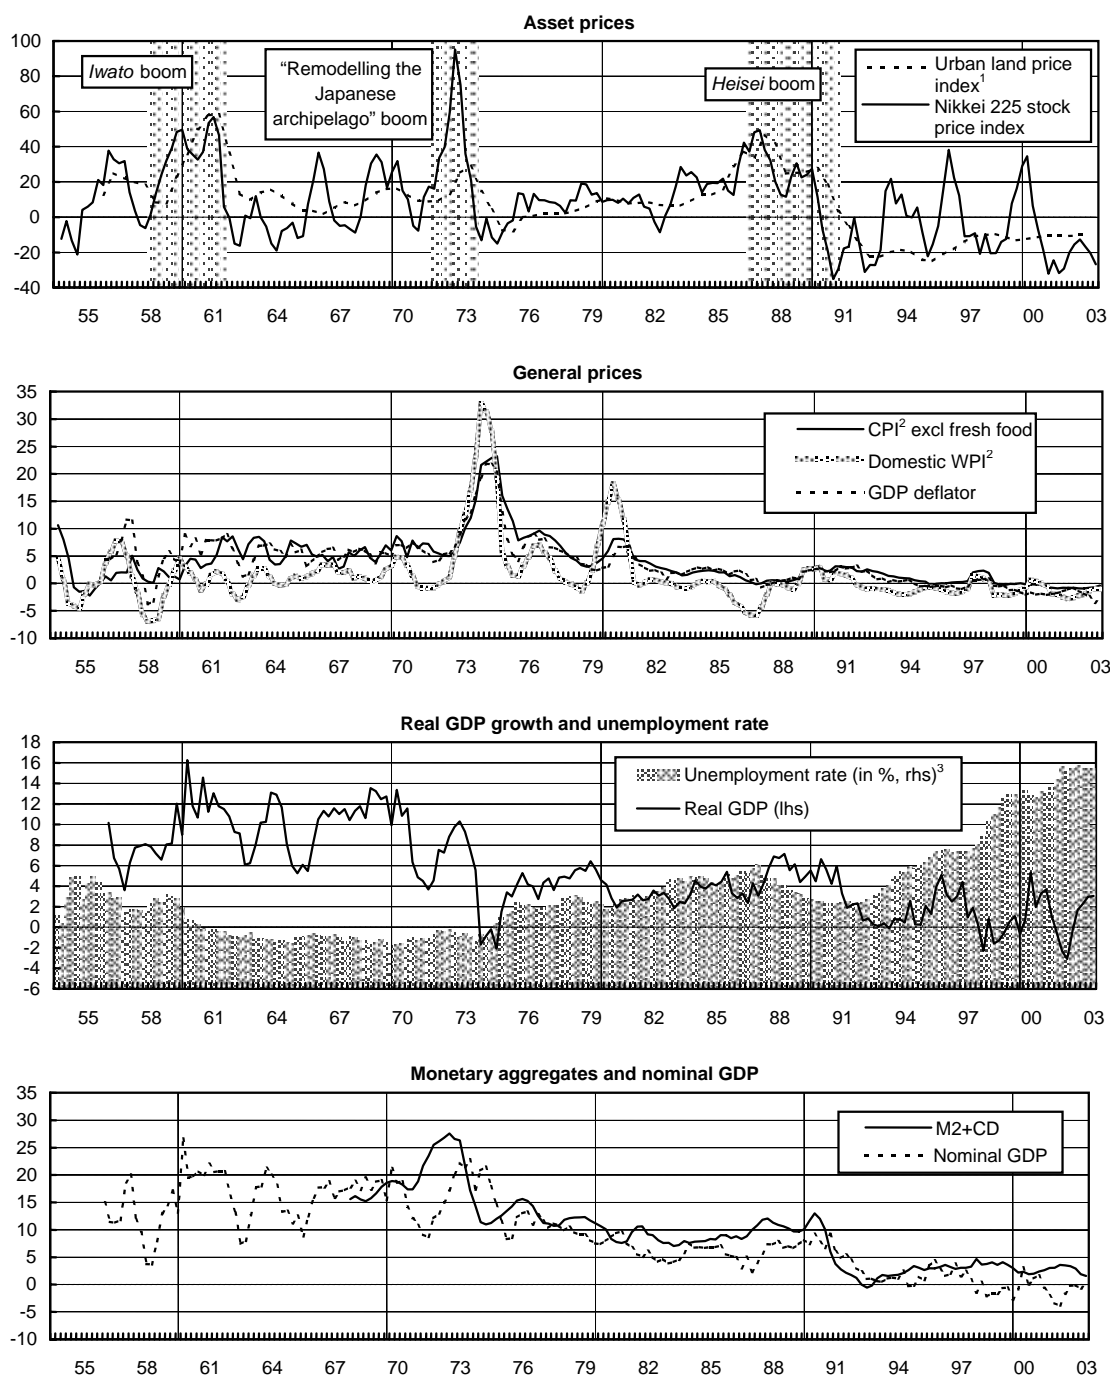 Asset prices
100
80
60
40
20
0
-20
-40
Iwato boom
“Remodelling the
Japanese
archipelago” boom
Heisei boom
Urban land price
index1
Nikkei 225 stock
price index
55 58 61 64 67 70 73 76 79 82 85 88 91 94 97 00 03
General prices
35
30
25
20
15
10
5
0
-5
-10
CPI2 excl fresh food
Domestic WPI2
GDP deflator
55 58 61 64 67 70 73 76 79 82 85 88 91 94 97 00 03
Real GDP growth and unemployment rate
18
16
14
12
10
8
6
4
2
0
-2
-4
-6
Unemployment rate (in %, rhs)3
Real GDP (lhs)
55 58 61 64 67 70 73 76 79 82 85 88 91 94 97 00 03
Monetary aggregates and nominal GDP
35
30
25
20
15
10
5
0
-5
-10
M2+CD
Nominal GDP
55 58 61 64 67 70 73 76 79 82 85 88 91 94 97 00 03